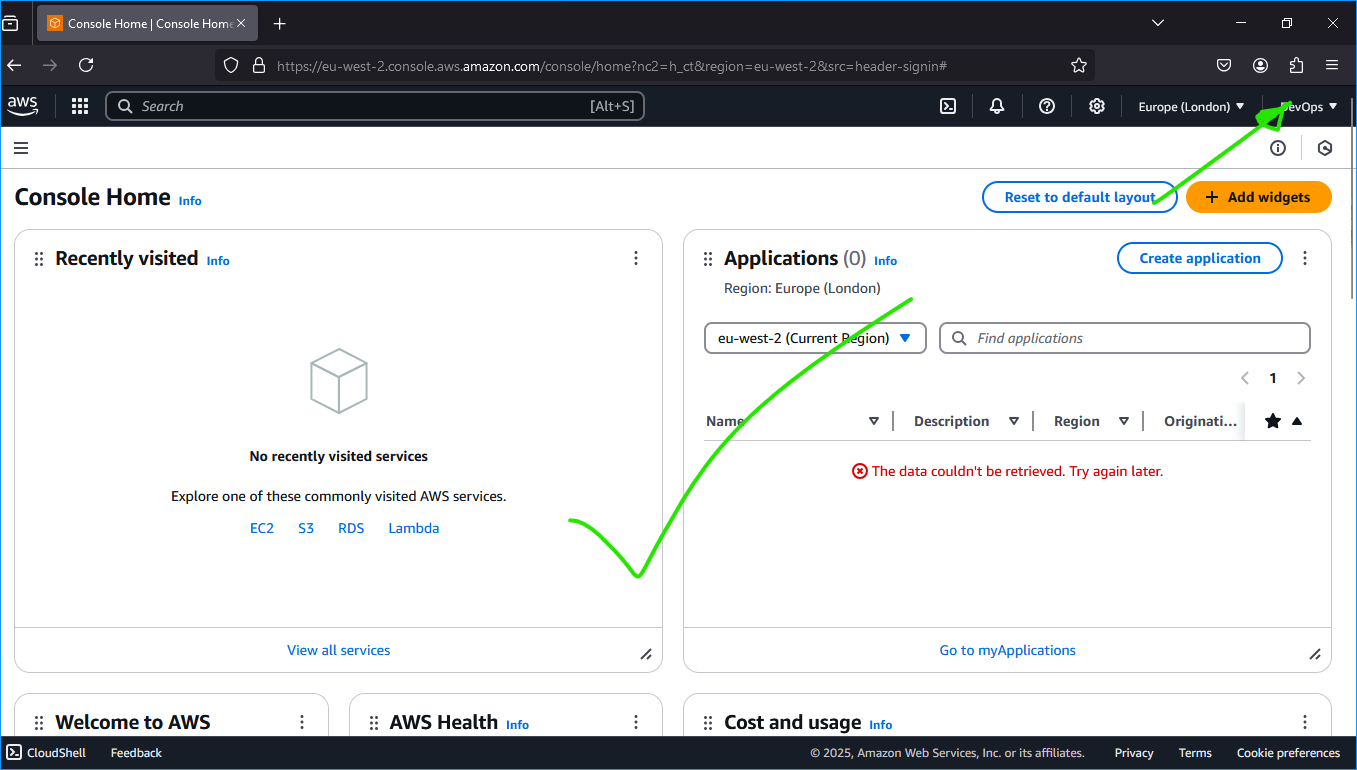 Console Home | Console Home
https://eu-west-2.console.aws.amazon.com/console/home?nc2=h_ct&region=eu-west-2&src=header-signin#
aws Search [Alt+S] Europe (London) DevOps
Console Home Info Reset to default layout + Add widgets
Recently visited Info
No recently visited services
Explore one of these commonly visited AWS services.
EC2 S3 RDS Lambda
View all services
Applications (0) Info Create application
Region: Europe (London)
eu-west-2 (Current Region) Find applications
1
Name Description Region Originati...
The data couldn't be retrieved. Try again later.
Go to myApplications
Welcome to AWS
AWS Health Info
Cost and usage Info
CloudShell Feedback © 2025, Amazon Web Services, Inc. or its affiliates. Privacy Terms Cookie preferences